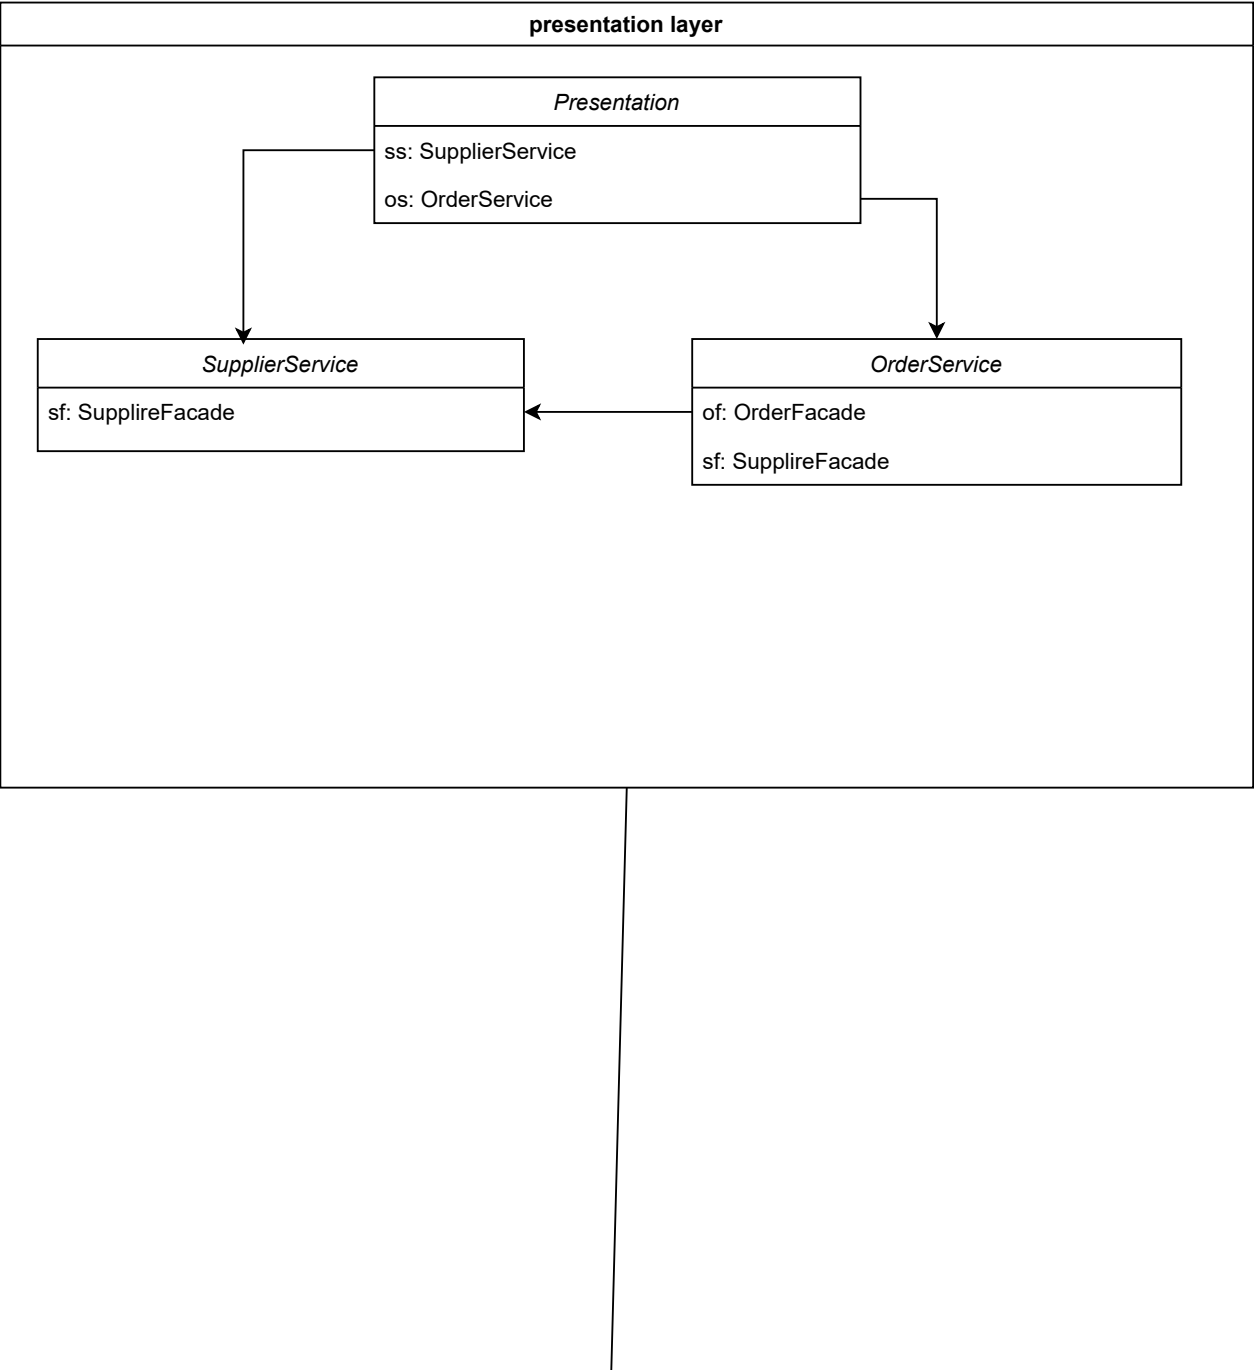 presentation layer
Presentation
ss: SupplierService
os: OrderService
SupplierService
sf: SupplireFacade
OrderService
of: OrderFacade
sf: SupplireFacade